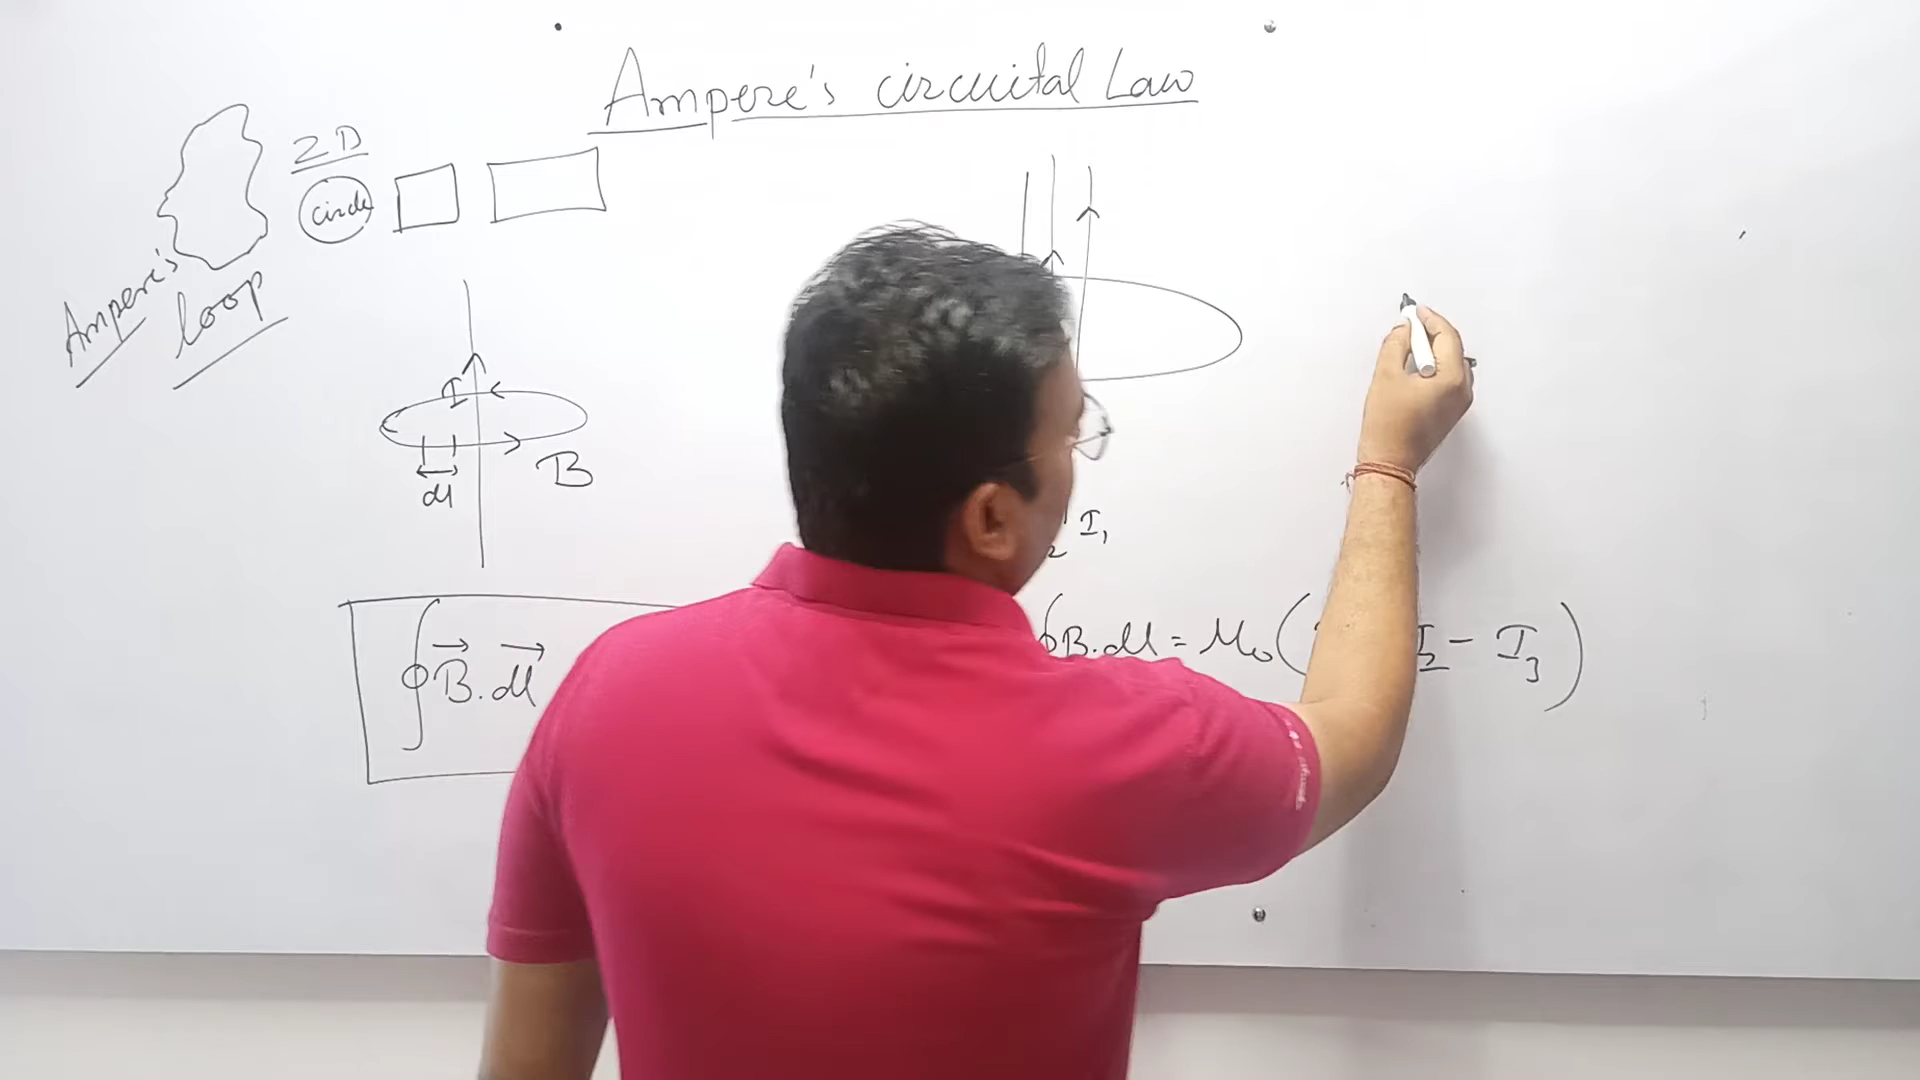 Ampere's circuital Law
2D
circle
Ampere's
loop
I
B
dl
I₁
∮B⃗.dl⃗
∮B.dl = μ₀( I₂ - I₃ )